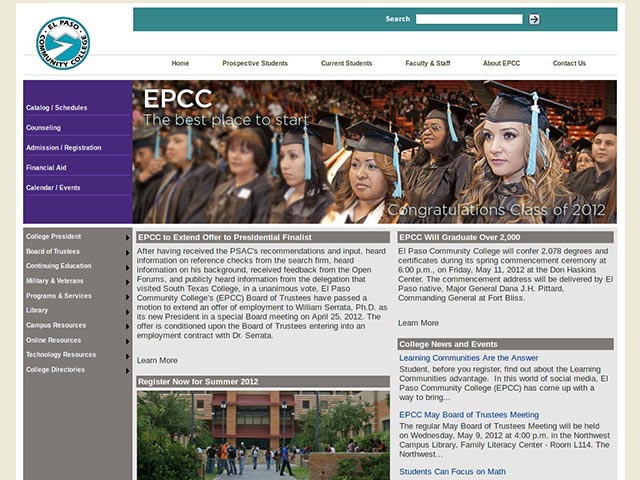 EL PASO
COMMUNITY COLLEGE
Search
Home
Prospective Students
Current Students
Faculty & Staff
About EPCC
Contact Us
Catalog / Schedules
Counseling
Admission / Registration
Financial Aid
Calendar / Events
EPCC
The best place to start
Congratulations Class of 2012
College President
Board of Trustees
Continuing Education
Military & Veterans
Programs & Services
Library
Campus Resources
Online Resources
Technology Resources
College Directories
EPCC to Extend Offer to Presidential Finalist
After having received the PSAC's recommendations and input, heard
information on reference checks from the search firm, heard
information on his background, received feedback from the Open
Forums, and publicly heard information from the delegation that
visited South Texas College, in a unanimous vote, El Paso
Community College's (EPCC) Board of Trustees have passed a
motion to extend an offer of employment to William Serrata, Ph.D. as
its new President in a special Board meeting on April 25, 2012. The
offer is conditioned upon the Board of Trustees entering into an
employment contract with Dr. Serrata.
Learn More
Register Now for Summer 2012
EPCC Will Graduate Over 2,000
El Paso Community College will confer 2,078 degrees and
certificates during its spring commencement ceremony at
6:00 p.m., on Friday, May 11, 2012 at the Don Haskins
Center. The commencement address will be delivered by El
Paso native, Major General Dana J.H. Pittard,
Commanding General at Fort Bliss.
Learn More
College News and Events
Learning Communities Are the Answer
Student, before you register, find out about the Learning
Communities advantage. In this world of social media, El
Paso Community College (EPCC) has come up with a
way to bring...
EPCC May Board of Trustees Meeting
The regular May Board of Trustees Meeting will be held
on Wednesday, May 9, 2012 at 4:00 p.m. in the Northwest
Campus Library, Family Literacy Center - Room L114. The
Northwest...
Students Can Focus on Math